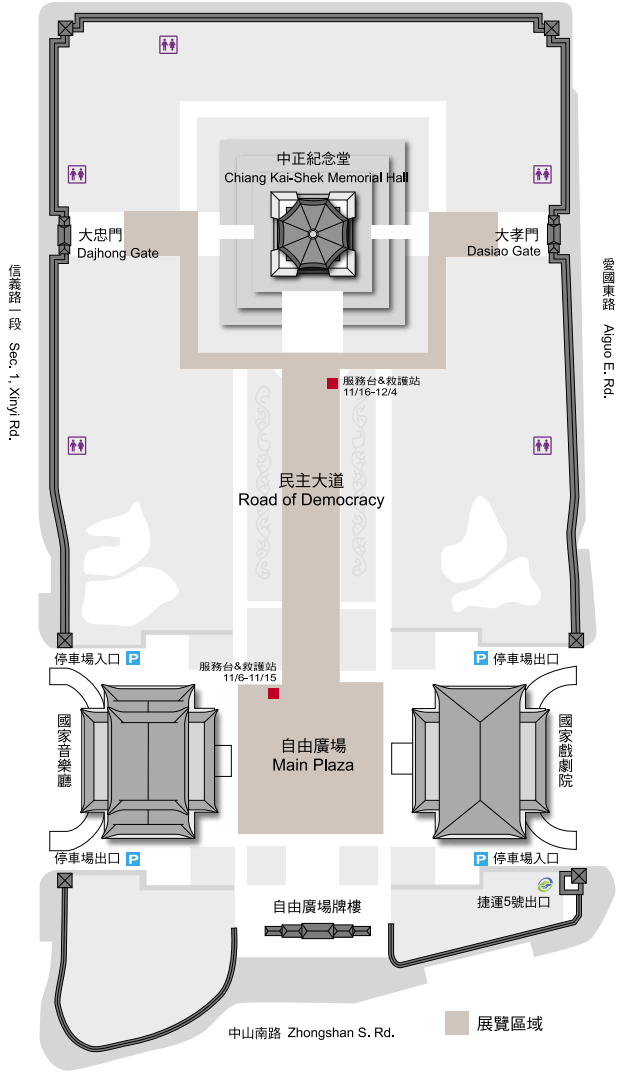 中正紀念堂
Chiang Kai-Shek Memorial Hall
大忠門
Dajhong Gate
大孝門
Dasiao Gate
信義路一段 Sec. 1, Xinyi Rd.
愛國東路 Aiguo E. Rd.
服務台&救護站
11/16-12/4
民主大道
Road of Democracy
停車場入口 P
P 停車場出口
服務台&救護站
11/6-11/15
國家音樂廳
自由廣場
Main Plaza
國家戲劇院
停車場出口 P
P 停車場入口
捷運5號出口
自由廣場牌樓
中山南路 Zhongshan S. Rd.
展覽區域